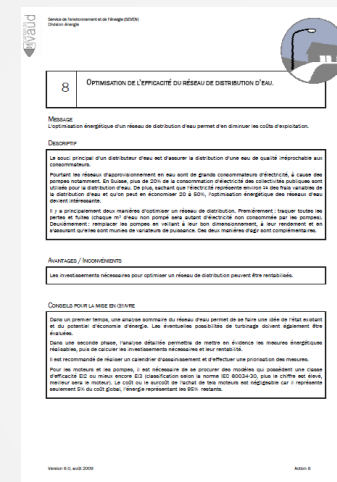 vaud
Service de l'environnement et de l'énergie (SEVEN)
Division énergie
8
OPTIMISATION DE L'EFFICACITÉ DU RÉSEAU DE DISTRIBUTION D'EAU.
MESSAGE
L'optimisation énergétique d'un réseau de distribution d'eau permet d'en diminuer les coûts d'exploitation.
DESCRIPTIF
Le souci principal d'un distributeur d'eau est d'assurer la distribution d'une eau de qualité irréprochable aux
consommateurs.
Pourtant les réseaux d'approvisionnement en eau sont de grands consommateurs d'électricité, à cause des
pompes notamment. En Suisse, plus de 20% de la consommation d'électricité des collectivités publiques sont
utilisés pour la distribution d'eau. De plus, sachant que l'électricité représente environ des frais variables de
la distribution d'eau et qu'on peut en économiser 20 à 50%, l'optimisation énergétique des réseaux d'eau
devient intéressante.
Il y a principalement deux manières d'optimiser un réseau de distribution. Premièrement : traquer toutes les
pertes et fuites (chaque m³ d'eau non pompé sera autant d'électricité non consommée par les pompes).
Deuxièmement : remplacer les pompes en veillant à leur bon dimensionnement, à leur rendement et en
s'assurant qu'elles sont munies de variateurs de puissance. Ces deux manières d'agir sont complémentaires.
AVANTAGES / INCONVÉNIENTS
Les investissements nécessaires pour optimiser un réseau de distribution peuvent être rentabilisés.
CONSEILS POUR LA MISE EN ŒUVRE
Dans un premier temps, une analyse sommaire du réseau d'eau permet de se faire une idée de l'état existant
et du potentiel d'économie d'énergie. Les éventuelles possibilités de turbinage doivent également être
évaluées.
Dans une seconde phase, l'analyse détaillée permettra de mettre en évidence les mesures énergétiques
réalisables, puis de calculer les investissements nécessaires et leur rentabilité.
Il est recommandé de réaliser un calendrier d'assainissement et d'effectuer une priorisation des mesures.
Pour les moteurs et les pompes, il est nécessaire de se procurer des modèles qui possèdent une classe
d'efficacité EI2 ou mieux encore EI3 (classification selon la norme IEC 60034-30, plus le chiffre est élevé,
meilleur sera le moteur). Le coût ou le surcoût de l'achat de tels moteurs est négligeable car il représente
seulement 5% du coût global, l'énergie représentant les 95% restants.
Version 6.0, août 2009
Action 8